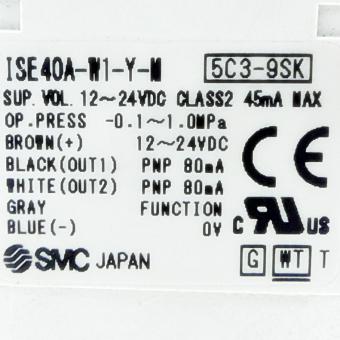 ISE40A-W1-Y-M 5C3-9SK
SUP. VOL. 12～24VDC CLASS2 45mA MAX
OP.PRESS -0.1～1.0MPa
BROWN(+) 12～24VDC
BLACK(OUT1) PNP 80mA
WHITE(OUT2) PNP 80mA
GRAY FUNCTION
BLUE(-) 0V
CE
c RU US
SMC JAPAN G WT T